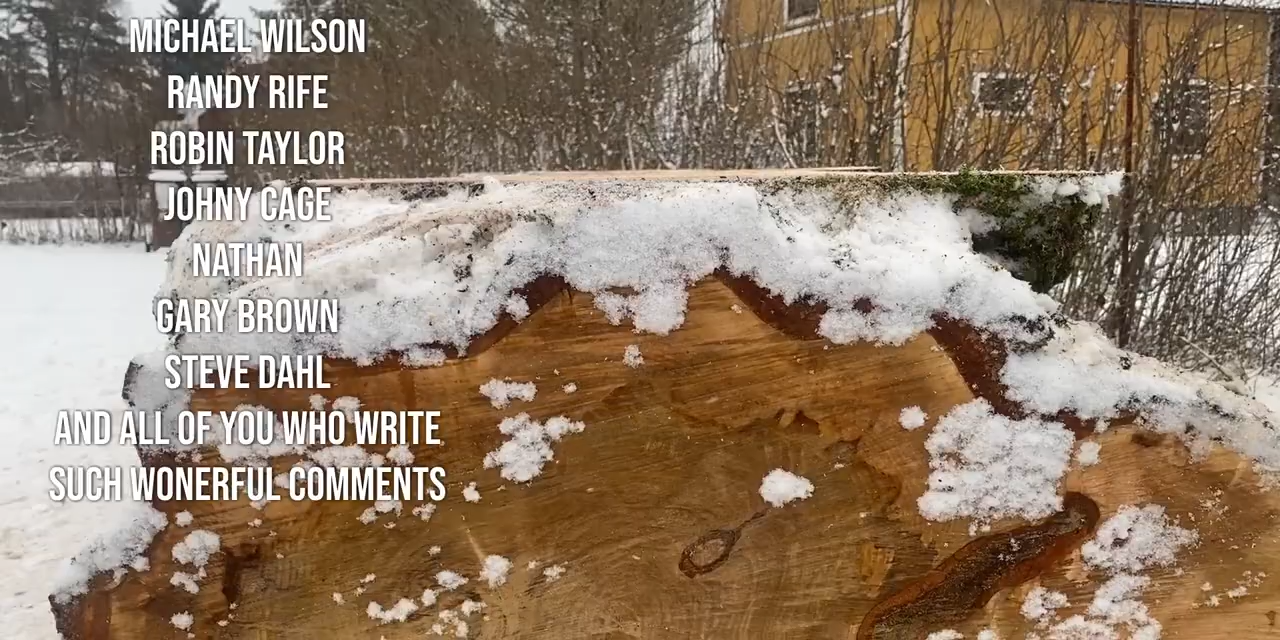 MICHAEL WILSON
RANDY RIFE
ROBIN TAYLOR
JOHNY CAGE
NATHAN
GARY BROWN
STEVE DAHL
AND ALL OF YOU WHO WRITE
SUCH WONERFUL COMMENTS